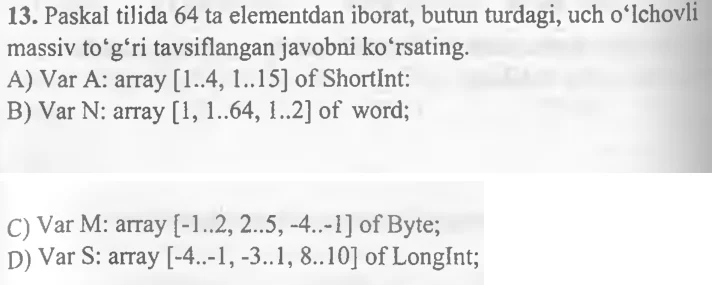 13. Paskal tilida 64 ta elementdan iborat, butun turdagi, uch o‘lchovli
massiv to‘g‘ri tavsiflangan javobni ko‘rsating.
A) Var A: array [1..4, 1..15] of ShortInt:
B) Var N: array [1, 1..64, 1..2] of word;
C) Var M: array [-1..2, 2..5, -4..-1] of Byte;
D) Var S: array [-4..-1, -3..1, 8..10] of LongInt;